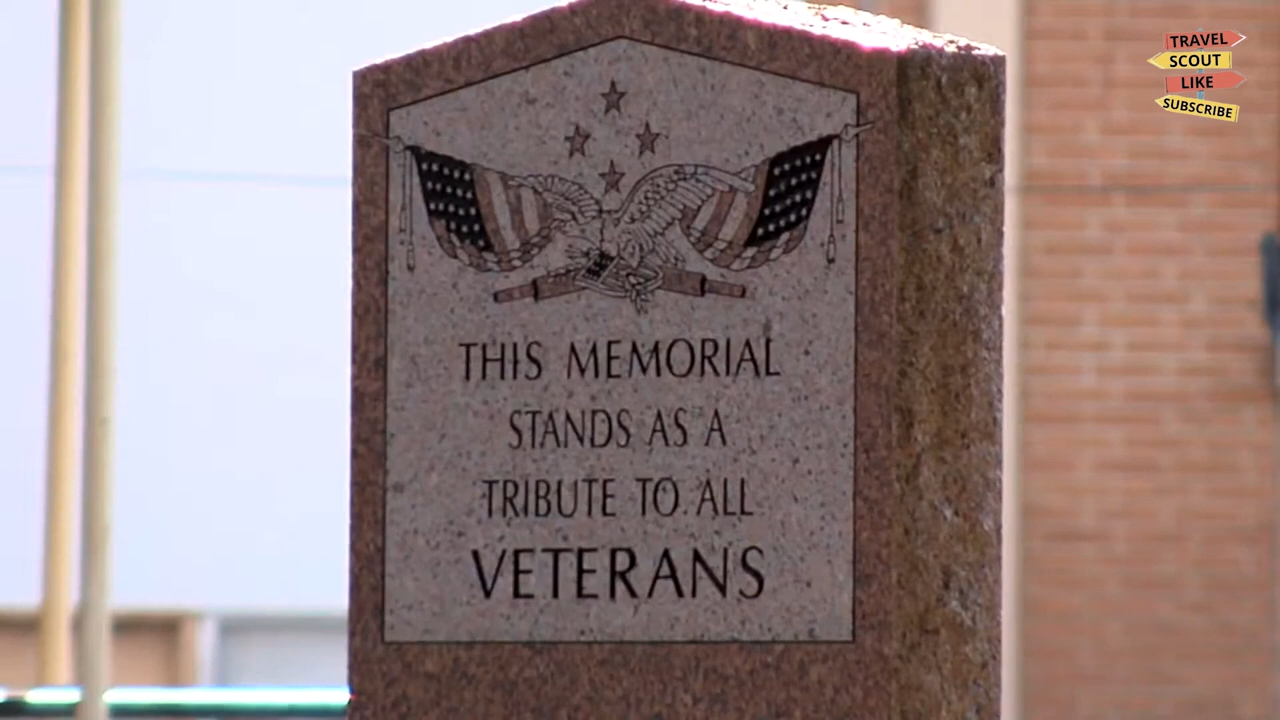 TRAVEL
SCOUT
LIKE
SUBSCRIBE
THIS MEMORIAL
STANDS AS A
TRIBUTE TO ALL
VETERANS